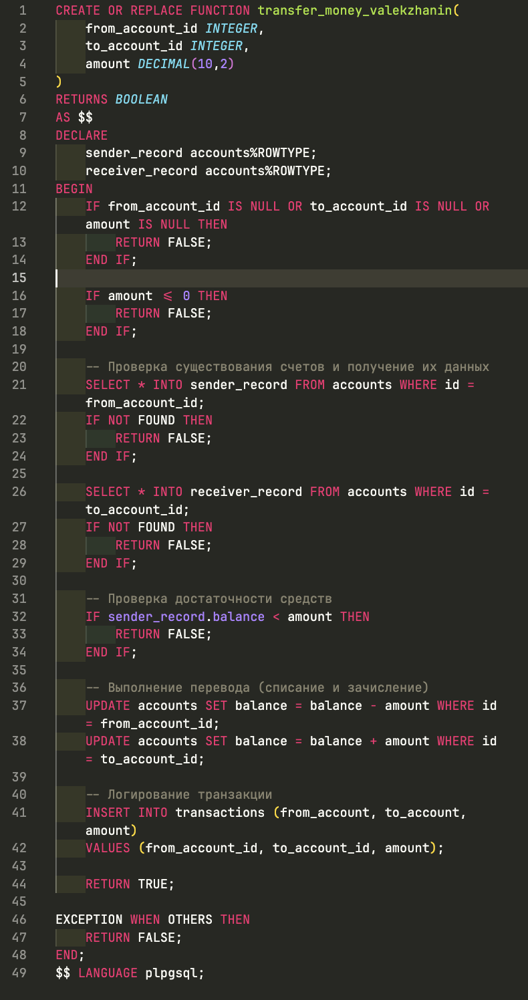 1 CREATE OR REPLACE FUNCTION transfer_money_valekzhanin(
2 from_account_id INTEGER,
3 to_account_id INTEGER,
4 amount DECIMAL(10,2)
5 )
6 RETURNS BOOLEAN
7 AS $$
8 DECLARE
9 sender_record accounts%ROWTYPE;
10 receiver_record accounts%ROWTYPE;
11 BEGIN
12 IF from_account_id IS NULL OR to_account_id IS NULL OR
amount IS NULL THEN
13 RETURN FALSE;
14 END IF;
15
16 IF amount <= 0 THEN
17 RETURN FALSE;
18 END IF;
19
20 -- Проверка существования счетов и получение их данных
21 SELECT * INTO sender_record FROM accounts WHERE id =
from_account_id;
22 IF NOT FOUND THEN
23 RETURN FALSE;
24 END IF;
25
26 SELECT * INTO receiver_record FROM accounts WHERE id =
to_account_id;
27 IF NOT FOUND THEN
28 RETURN FALSE;
29 END IF;
30
31 -- Проверка достаточности средств
32 IF sender_record.balance < amount THEN
33 RETURN FALSE;
34 END IF;
35
36 -- Выполнение перевода (списание и зачисление)
37 UPDATE accounts SET balance = balance - amount WHERE id
= from_account_id;
38 UPDATE accounts SET balance = balance + amount WHERE id
= to_account_id;
39
40 -- Логирование транзакции
41 INSERT INTO transactions (from_account, to_account,
amount)
42 VALUES (from_account_id, to_account_id, amount);
43
44 RETURN TRUE;
45
46 EXCEPTION WHEN OTHERS THEN
47 RETURN FALSE;
48 END;
49 $$ LANGUAGE plpgsql;